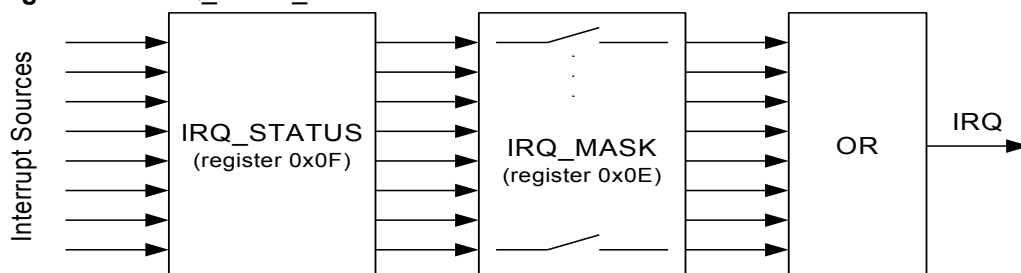 Interrupt Sources
IRQ_STATUS
(register 0x0F)
IRQ_MASK
(register 0x0E)
OR
IRQ